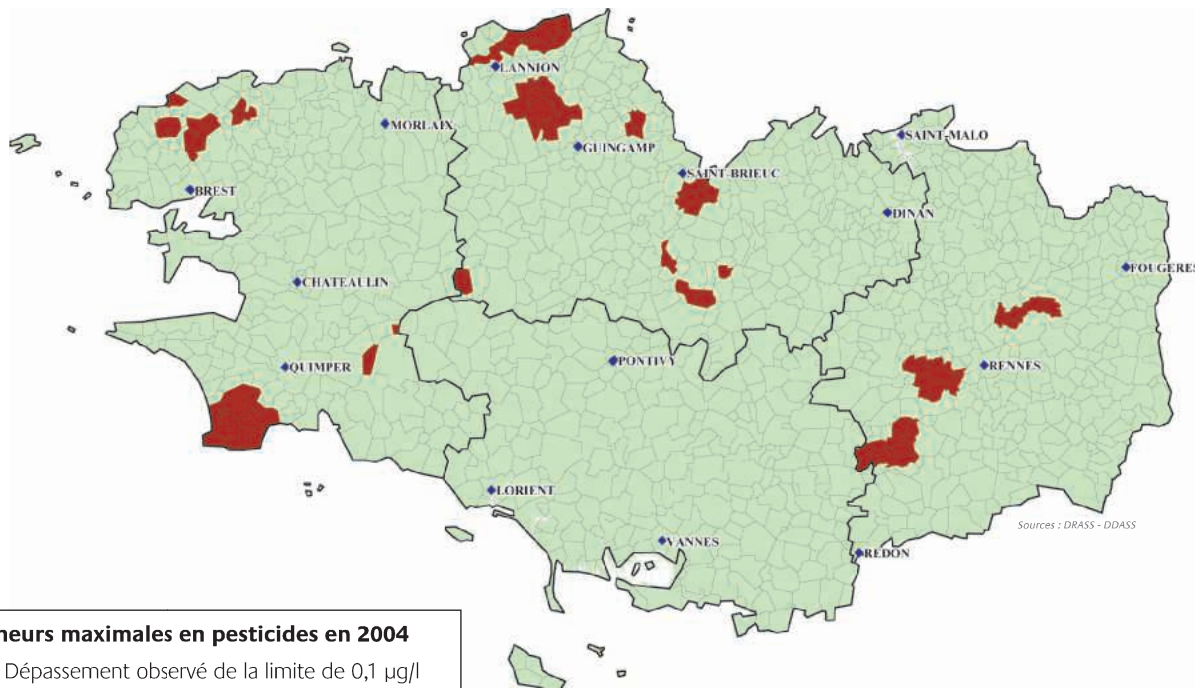 LANNION
MORLAIX
GUINGAMP
SAINT-MALO
SAINT-BRIEUC
BREST
DINAN
FOUGERES
CHATEAULIN
PONTIVY
RENNES
QUIMPER
LORIENT
Sources : DRASS - DDASS
VANNES
REDON
neurs maximales en pesticides en 2004
Dépassement observé de la limite de 0,1 µg/l